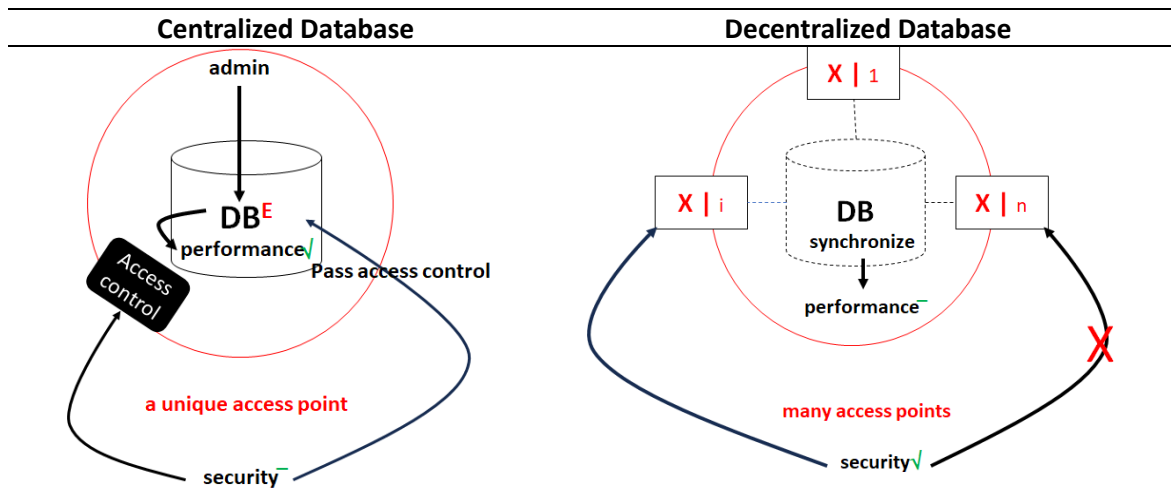 Centralized Database
admin
DBE
performance√
Pass access control
Access
control
a unique access point
security–
Decentralized Database
X | 1
X | i
X | n
DB
synchronize
performance–
X
many access points
security√